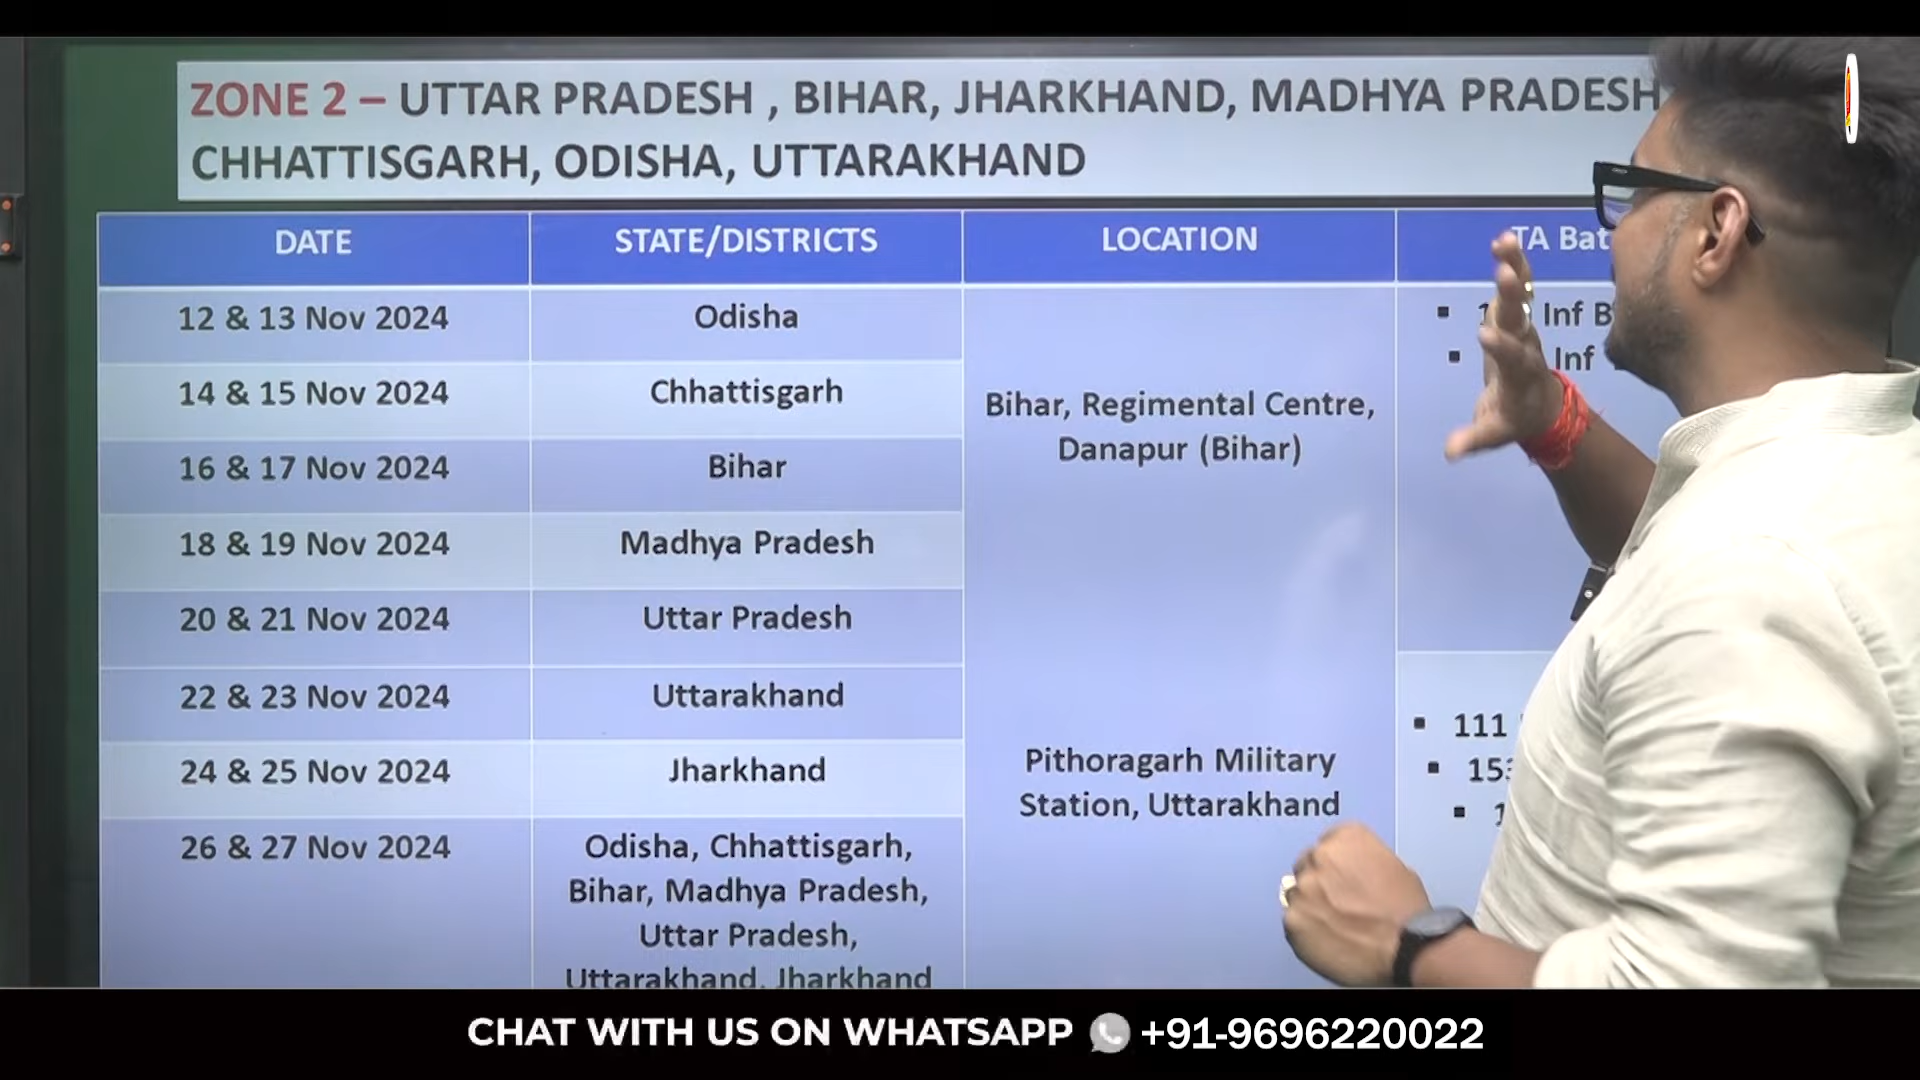 ZONE 2 – UTTAR PRADESH , BIHAR, JHARKHAND, MADHYA PRADESH
CHHATTISGARH, ODISHA, UTTARAKHAND
DATE STATE/DISTRICTS LOCATION TA
12 & 13 Nov 2024 Odisha
Inf
Inf
14 & 15 Nov 2024 Chhattisgarh
Bihar, Regimental Centre,
Danapur (Bihar)
16 & 17 Nov 2024 Bihar
18 & 19 Nov 2024 Madhya Pradesh
20 & 21 Nov 2024 Uttar Pradesh
22 & 23 Nov 2024 Uttarakhand
111
24 & 25 Nov 2024 Jharkhand
Pithoragarh Military
Station, Uttarakhand
26 & 27 Nov 2024 Odisha, Chhattisgarh,
Bihar, Madhya Pradesh,
Uttar Pradesh,
Uttarakhand, Jharkhand
CHAT WITH US ON WHATSAPP +91-9696220022